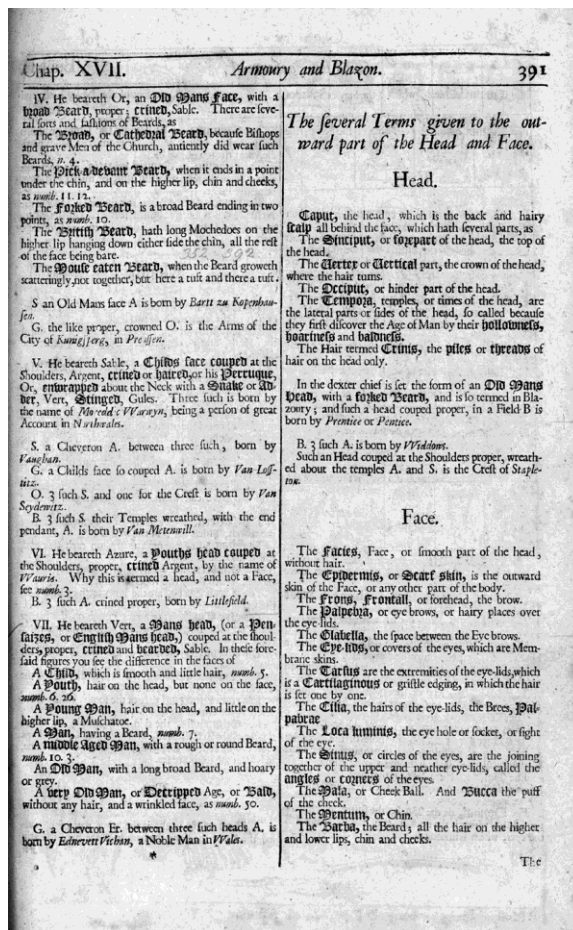 Chap. XVII.
Armoury and Blazon.
391
IV. He beareth Or, an Old Mans Face, with a
broad Beard, proper; crined, Sable. There are seve-
ral sorts and fashions of Beards, as
The Broad, or Cathedral Beard, because Bishops
and grave Men of the Church, antiently did wear such
Beards, n. 4.
The Pick-a-devant Beard, when it ends in a point
under the chin, and on the higher lip, chin and cheeks,
as numb. 11. 12.
The Forked Beard, is a broad Beard ending in two
points, as numb. 10.
The British Beard, hath long Mochedoes on the
higher lip hanging down either side the chin, all the rest
of the face being bare.
The Mouse eaten Beard, when the Beard groweth
scatteringly, not together, but here a tuft and there a tuft.
S an Old Mans face A is born by Bartt zu Kopenhau-
sen.
G. the like proper, crowned O. is the Arms of the
City of Kunigsperg, in Preussen.
V. He beareth Sable, a Childs face couped at the
Shoulders, Argent, crined or haired, or his Perruque,
Or, enwrapped about the Neck with a Snake or Ad-
der, Vert, Stinged, Gules. Three such is born by
the name of Moredd: Warwyn, being a person of great
Account in Northwales.
S. a Cheveron A. between three such, born by
Vaughan.
G. a Childs face so couped A. is born by Van Loss-
titz.
O. 3 such S. and one for the Crest is born by Van
Seydewitz.
B. 3 such S. their Temples wreathed, with the end
pendant, A. is born by Van Metenwill.
VI. He beareth Azure, a Youths head couped at
the Shoulders, proper, crined Argent, by the name of
Wauris. Why this is termed a head, and not a Face,
see numb. 3.
B. 3 such A. crined proper, born by Littlefield.
VII. He beareth Vert, a Mans head, (or a Pen-
saizes, or English Mans head,) couped at the shoul-
ders, proper, crined and bearded, Sable. In these fore-
said figures you see the difference in the faces of
A Child, which is smooth and little hair, numb. 5.
A Youth, hair on the head, but none on the face,
numb. 6. 26.
A Young Man, hair on the head, and little on the
higher lip, a Muschatoe.
A Man, having a Beard, numb. 7.
A middle Aged Man, with a rough or round Beard,
numb. 10. 3.
An Old Man, with a long broad Beard, and hoary
or grey.
A very Old Man, or Decripped Age, or Bald,
without any hair, and a wrinkled face, as numb. 50.
G. a Cheveron Er. between three such heads A. is
born by Ednevett Vichan, a Noble Man in Wales.
The several Terms given to the out-
ward part of the Head and Face.
Head.
Caput, the head, which is the back and hairy
scalp all behind the face, which hath several parts, as
The Sinciput, or forepart of the head, the top of
the head.
The Vertex or Vertical part, the crown of the head,
where the hair turns.
The Occiput, or hinder part of the head.
The Tempora, temples, or times of the head, are
the lateral parts or sides of the head, so called because
they first discover the Age of Man by their hollowness,
hoariness and baldness.
The Hair termed Crinis, the piles or threads of
hair on the head only.
In the dexter chief is set the form of an Old Mans
Head, with a forked Beard, and is so termed in Bla-
zoury; and such a head couped proper, in a Field B is
born by Prentice or Pentice.
B. 3 such A. is born by Widdows.
Such an Head couped at the Shoulders proper, wreath-
ed about the temples A. and S. is the Crest of Staple-
ton.
Face.
The Facies, Face, or smooth part of the head,
without hair.
The Epidermis, or Scarf skin, is the outward
skin of the Face, or any other part of the body.
The Frons, Frontall, or forehead, the brow.
The Palpebra, or eye brows, or hairy places over
the eye-lids.
The Glabella, the space between the Eye brows.
The Eye-lids, or covers of the eyes, which are Mem-
brane skins.
The Tarsus are the extremities of the eye-lids, which
is a Cartilaginous or gristle edging, in which the hair
is set one by one.
The Cilia, the hairs of the eye-lids, the Brees, Pal-
pabrae
The Loca luminis, the eye hole or socket, or sight
of the eye.
The Sinus, or circles of the eyes, are the joining
together of the upper and neather eye-lids, called the
angles or corners of the eyes.
The Mala, or Cheek Ball. And Bucca the puff
of the cheek.
The Mentum, or Chin.
The Barba, the Beard; all the hair on the higher
and lower lips, chin and cheeks.
The